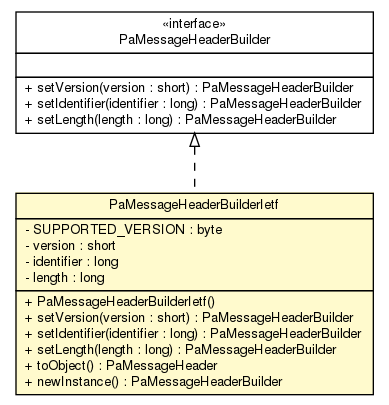 «interface»
PaMessageHeaderBuilder
+ setVersion(version : short) : PaMessageHeaderBuilder
+ setIdentifier(identifier : long) : PaMessageHeaderBuilder
+ setLength(length : long) : PaMessageHeaderBuilder
PaMessageHeaderBuilderIetf
- SUPPORTED_VERSION : byte
- version : short
- identifier : long
- length : long
+ PaMessageHeaderBuilderIetf()
+ setVersion(version : short) : PaMessageHeaderBuilder
+ setIdentifier(identifier : long) : PaMessageHeaderBuilder
+ setLength(length : long) : PaMessageHeaderBuilder
+ toObject() : PaMessageHeader
+ newInstance() : PaMessageHeaderBuilder